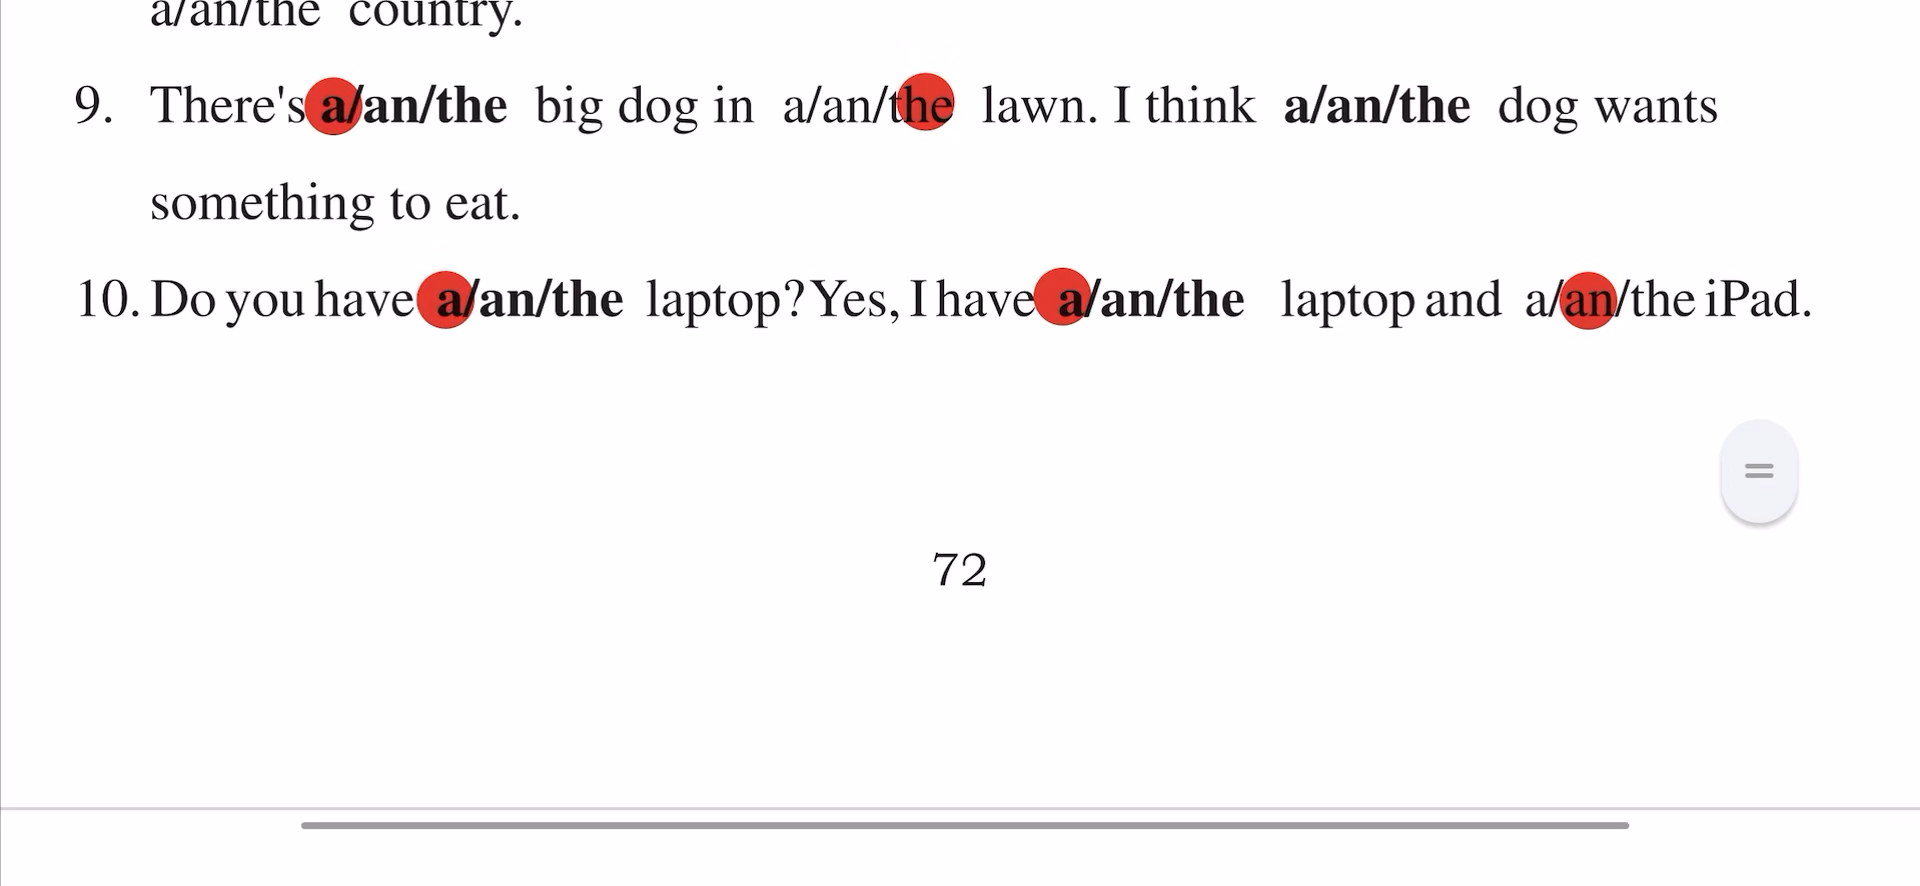 a/an/the country.
9. There's a/an/the big dog in a/an/the lawn. I think a/an/the dog wants
something to eat.
10. Do you have a/an/the laptop? Yes, I have a/an/the laptop and a/an/the iPad.
72